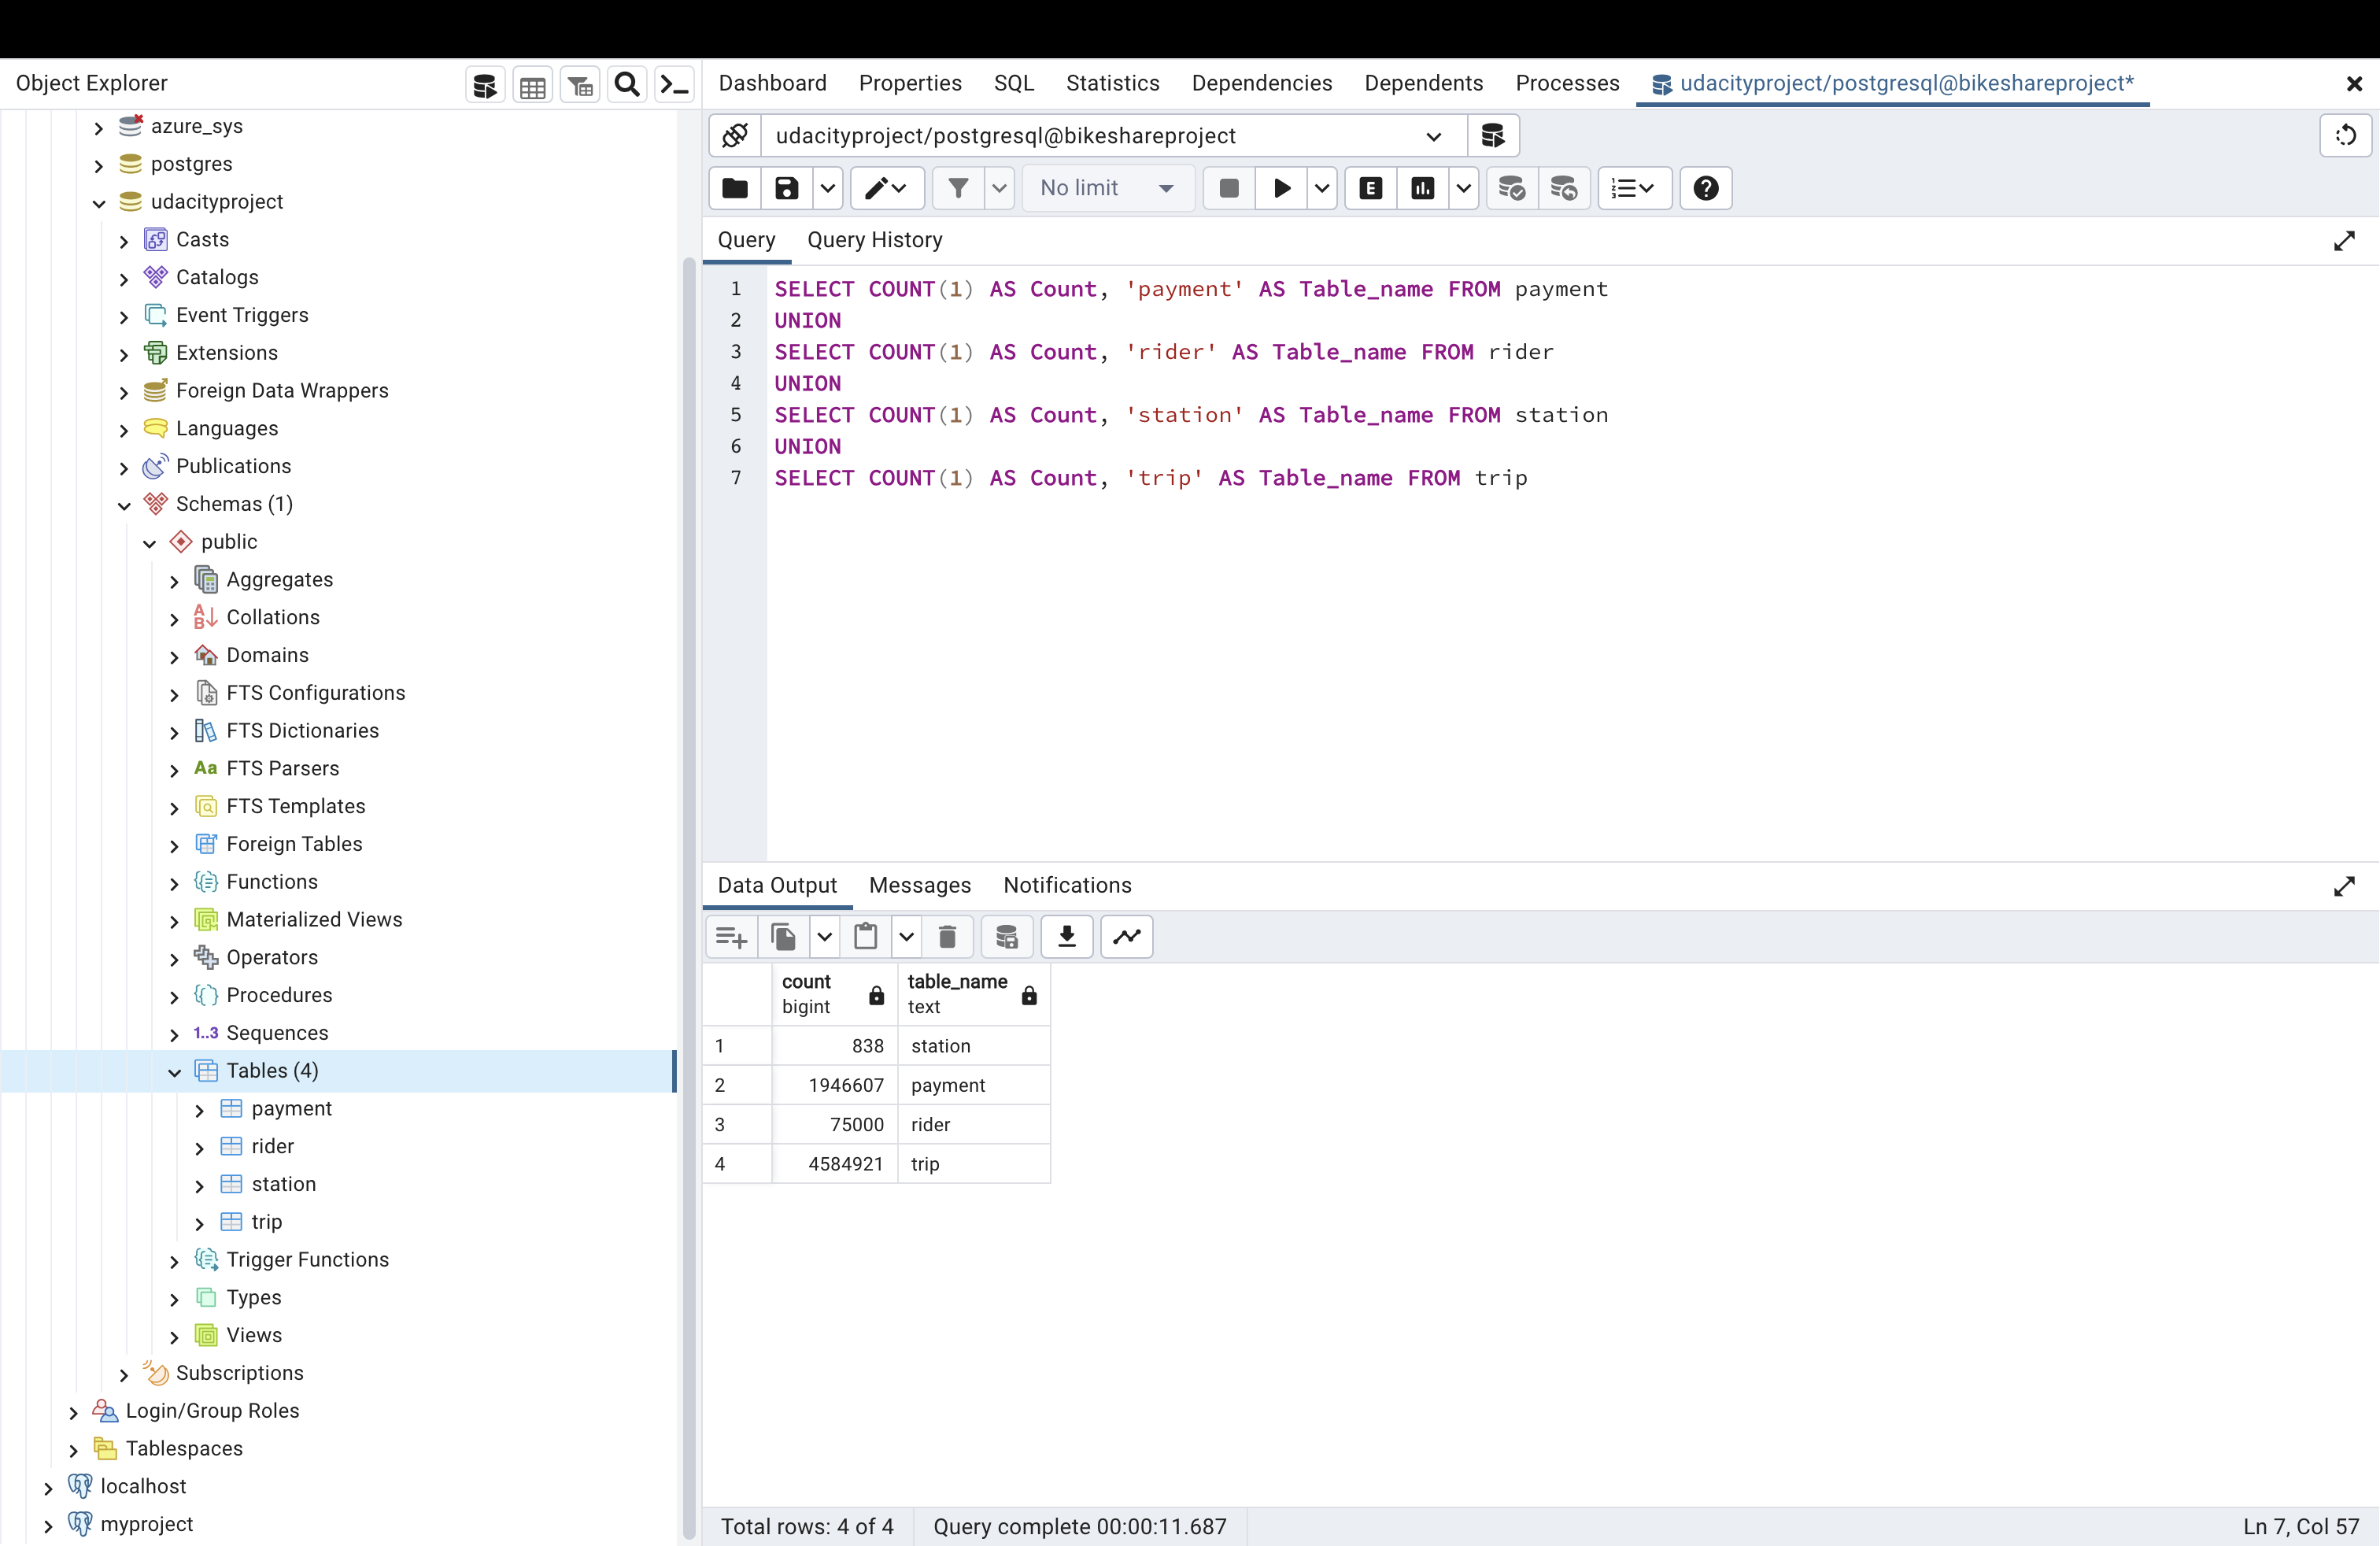 Object Explorer
azure_sys
postgres
udacityproject
Casts
Catalogs
Event Triggers
Extensions
Foreign Data Wrappers
Languages
Publications
Schemas (1)
public
Aggregates
Collations
Domains
FTS Configurations
FTS Dictionaries
Aa FTS Parsers
FTS Templates
Foreign Tables
Functions
Materialized Views
Operators
Procedures
1..3 Sequences
Tables (4)
payment
rider
station
trip
Trigger Functions
Types
Views
Subscriptions
Login/Group Roles
Tablespaces
localhost
myproject
Dashboard Properties SQL Statistics Dependencies Dependents Processes udacityproject/postgresql@bikeshareproject*
udacityproject/postgresql@bikeshareproject
No limit E
Query Query History
1 SELECT COUNT(1) AS Count, 'payment' AS Table_name FROM payment
2 UNION
3 SELECT COUNT(1) AS Count, 'rider' AS Table_name FROM rider
4 UNION
5 SELECT COUNT(1) AS Count, 'station' AS Table_name FROM station
6 UNION
7 SELECT COUNT(1) AS Count, 'trip' AS Table_name FROM trip
Data Output Messages Notifications
count table_name
bigint text
1 838 station
2 1946607 payment
3 75000 rider
4 4584921 trip
Total rows: 4 of 4 Query complete 00:00:11.687 Ln 7, Col 57